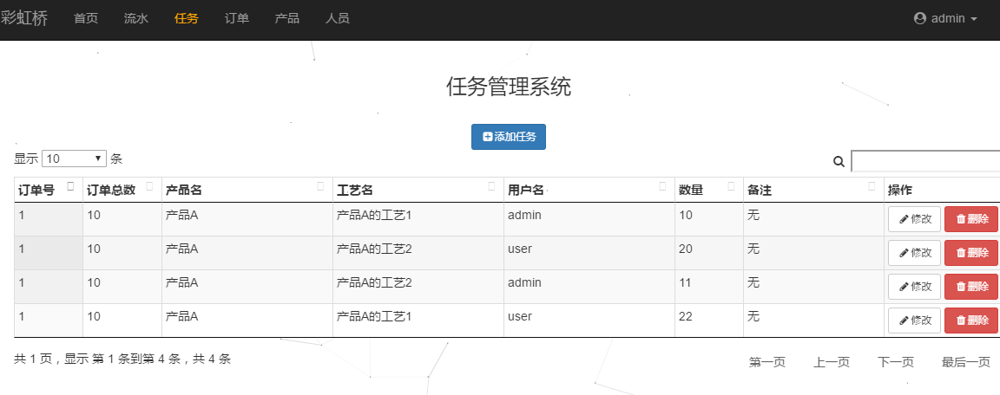 彩虹桥 首页 流水 任务 订单 产品 人员 admin
任务管理系统
添加任务
显示 10 条
订单号 订单总数 产品名 工艺名 用户名 数量 备注 操作
1 10 产品A 产品A的工艺1 admin 10 无 修改 删除
1 10 产品A 产品A的工艺2 user 20 无 修改 删除
1 10 产品A 产品A的工艺2 admin 11 无 修改 删除
1 10 产品A 产品A的工艺1 user 22 无 修改 删除
共 1 页，显示 第 1 条到第 4 条，共 4 条 第一页 上一页 下一页 最后一页